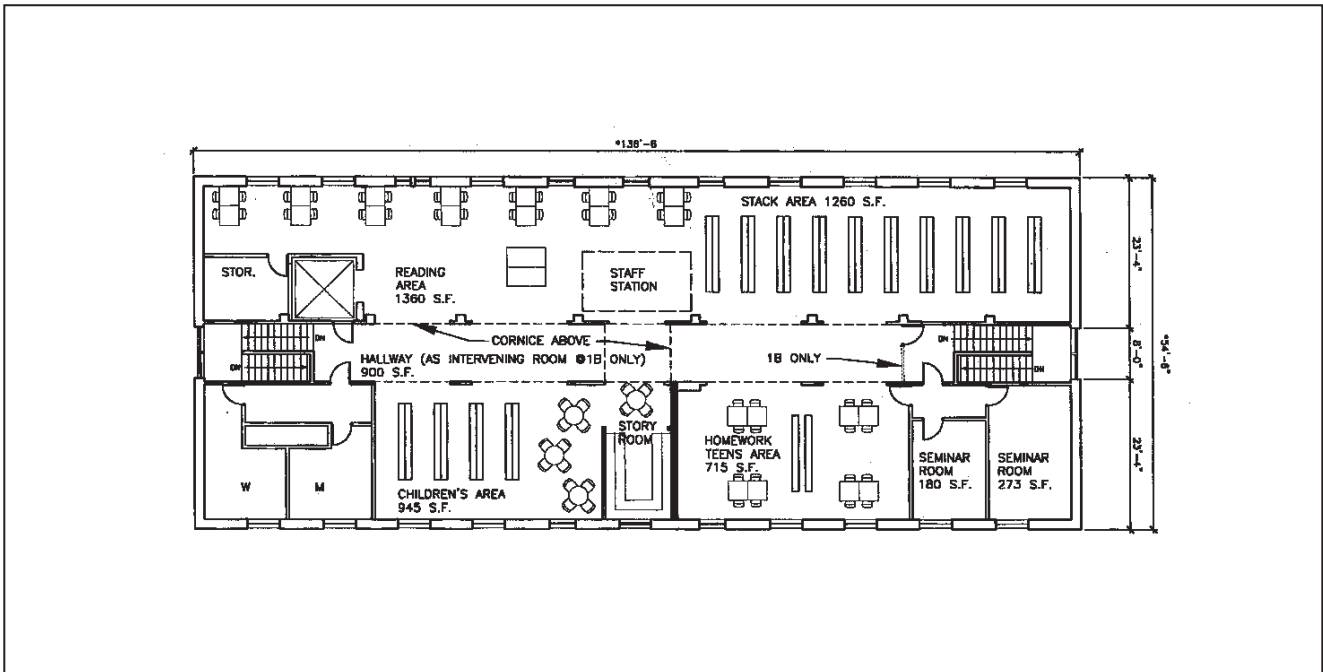 *138'-6
STACK AREA 1260 S.F.
STOR.
READING
AREA
1360 S.F.
STAFF
STATION
23'-4"
DN
CORNICE ABOVE
HALLWAY (AS INTERVENING ROOM @1B ONLY)
900 S.F.
1B ONLY
DN
8'-0"
*54'-6"
DN
DN
STORY
ROOM
HOMEWORK
TEENS AREA
715 S.F.
SEMINAR
ROOM
180 S.F.
SEMINAR
ROOM
273 S.F.
23'-4"
W
M
CHILDREN'S AREA
945 S.F.